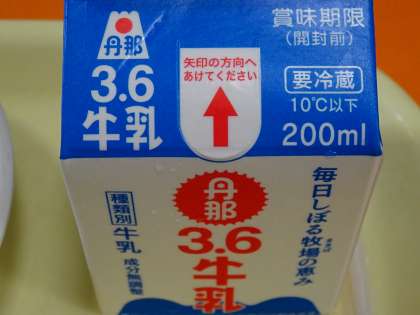 丹那
3.6
牛乳
矢印の方向へ
あけてください
賞味期限
(開封前)
要冷蔵
10℃以下
200ml
種類別
牛乳
成分無調整
丹那
3.6
牛乳
毎日しぼる牧場の恵み
まきば